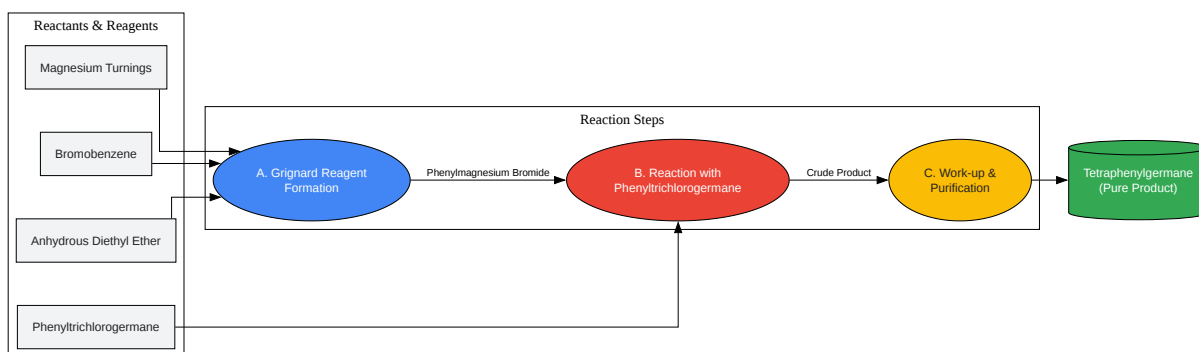 Reactants & Reagents
Magnesium Turnings
Bromobenzene
Anhydrous Diethyl Ether
Phenyltrichlorogermane
Reaction Steps
A. Grignard Reagent
Formation
Phenylmagnesium Bromide
B. Reaction with
Phenyltrichlorogermane
Crude Product
C. Work-up &
Purification
Tetraphenylgermane
(Pure Product)